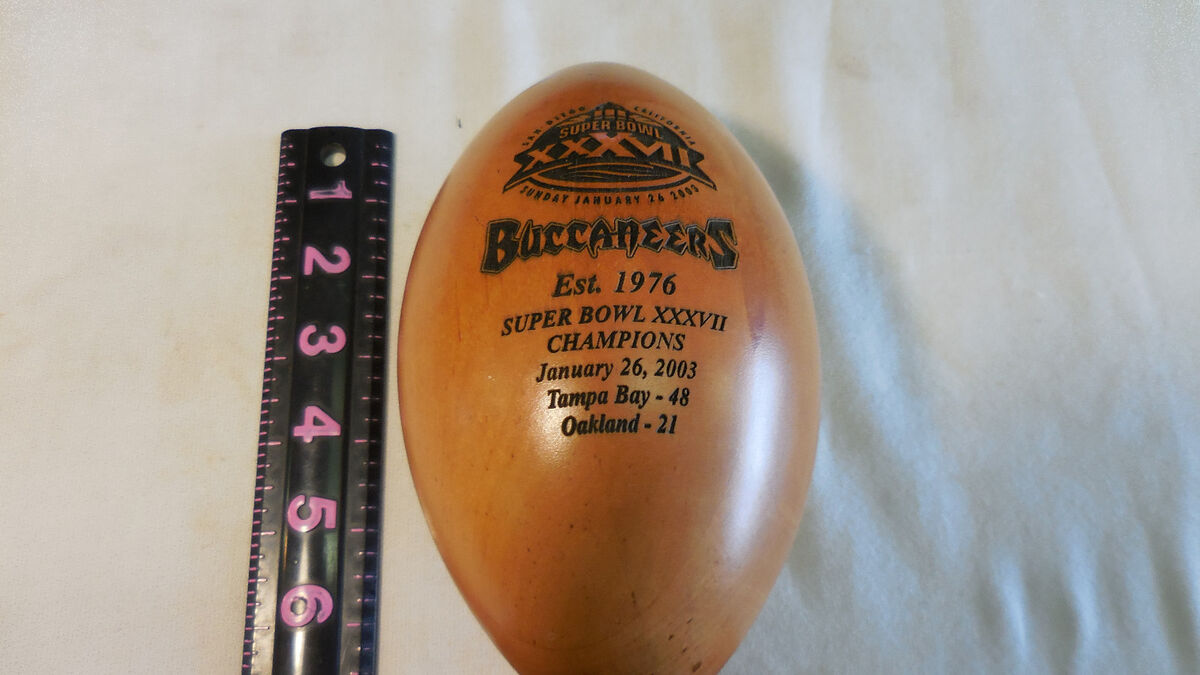 1
2
3
4
5
6
SAN DIEGO CALIFORNIA
SUPER BOWL
XXXVII
SUNDAY JANUARY 26 2003
BUCCANEERS
Est. 1976
SUPER BOWL XXXVII
CHAMPIONS
January 26, 2003
Tampa Bay - 48
Oakland - 21